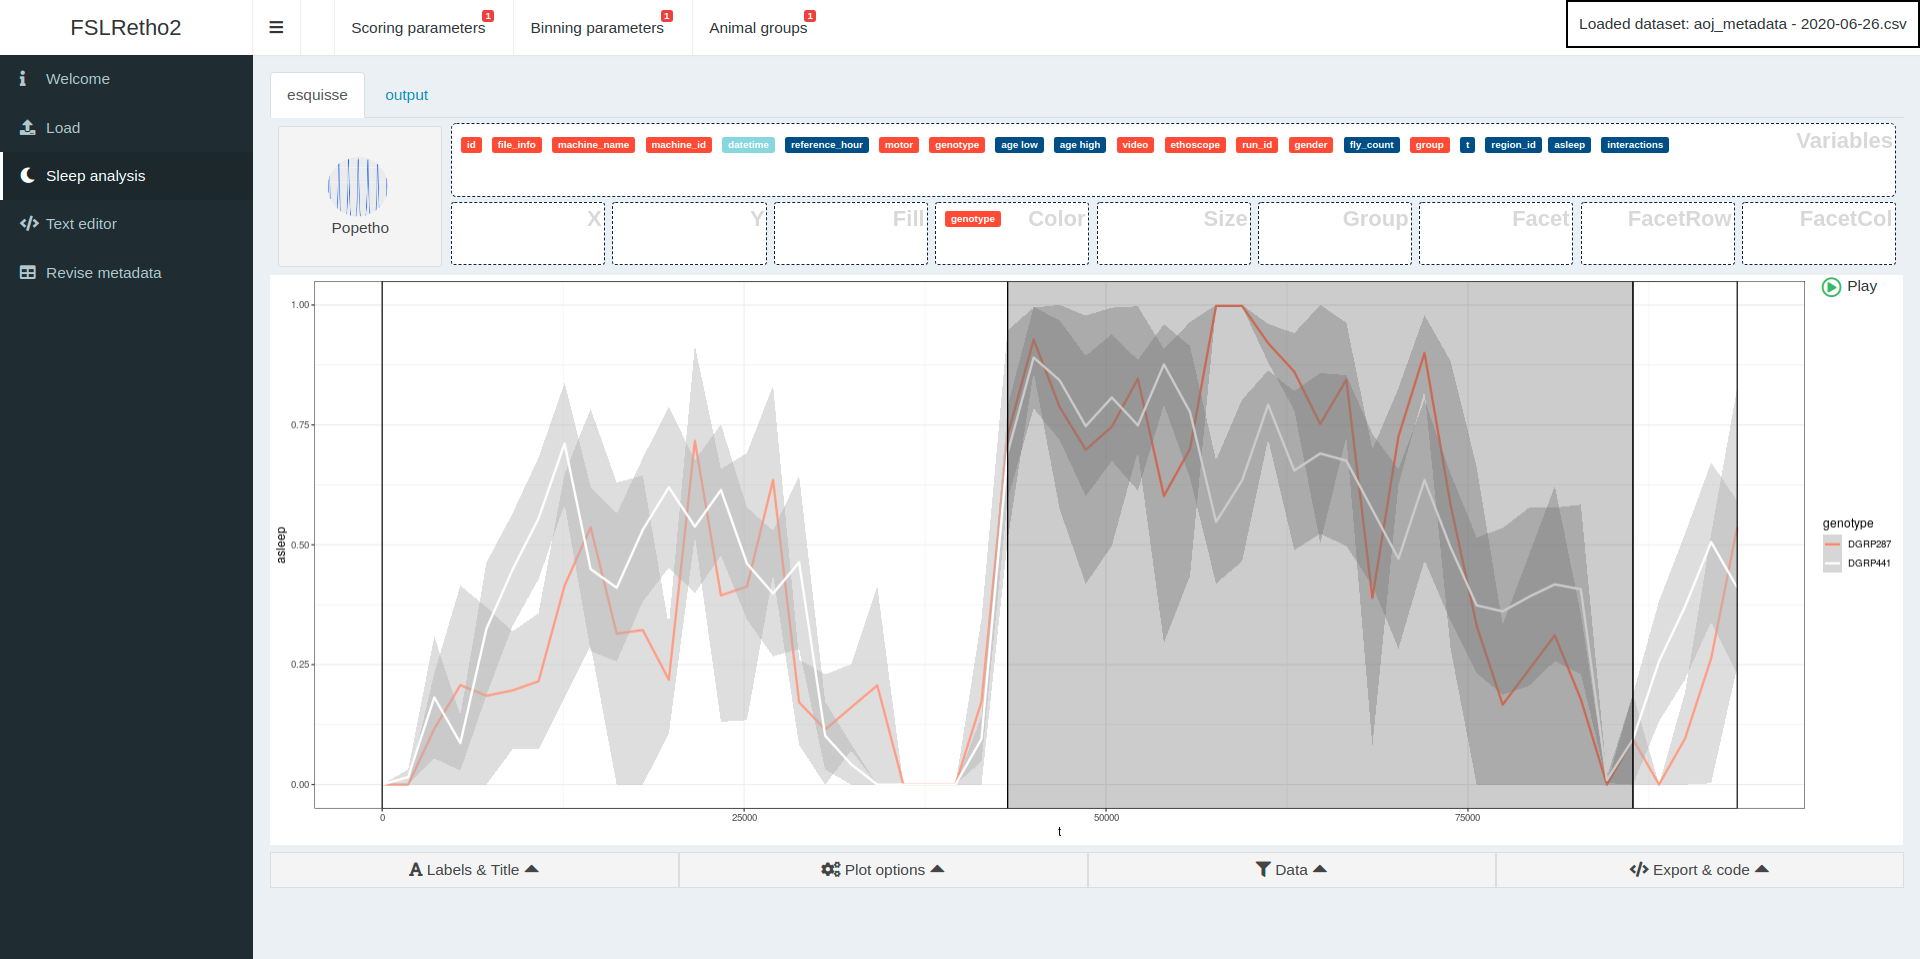 FSLRetho2
Scoring parameters 1
Binning parameters 1
Animal groups 1
Loaded dataset: aoj_metadata - 2020-06-26.csv
Welcome
Load
Sleep analysis
Text editor
Revise metadata
esquisse output
Popetho
id file_info machine_name machine_id datetime reference_hour motor genotype age low age high video ethoscope run_id gender fly_count group t region_id asleep interactions
Variables
X Y Fill genotype Color Size Group Facet FacetRow FacetCol
Play
1.00
0.75
0.50
0.25
0.00
asleep
0 25000 50000 75000
t
genotype
DGRP287
DGRP441
Labels & Title
Plot options
Data
Export & code